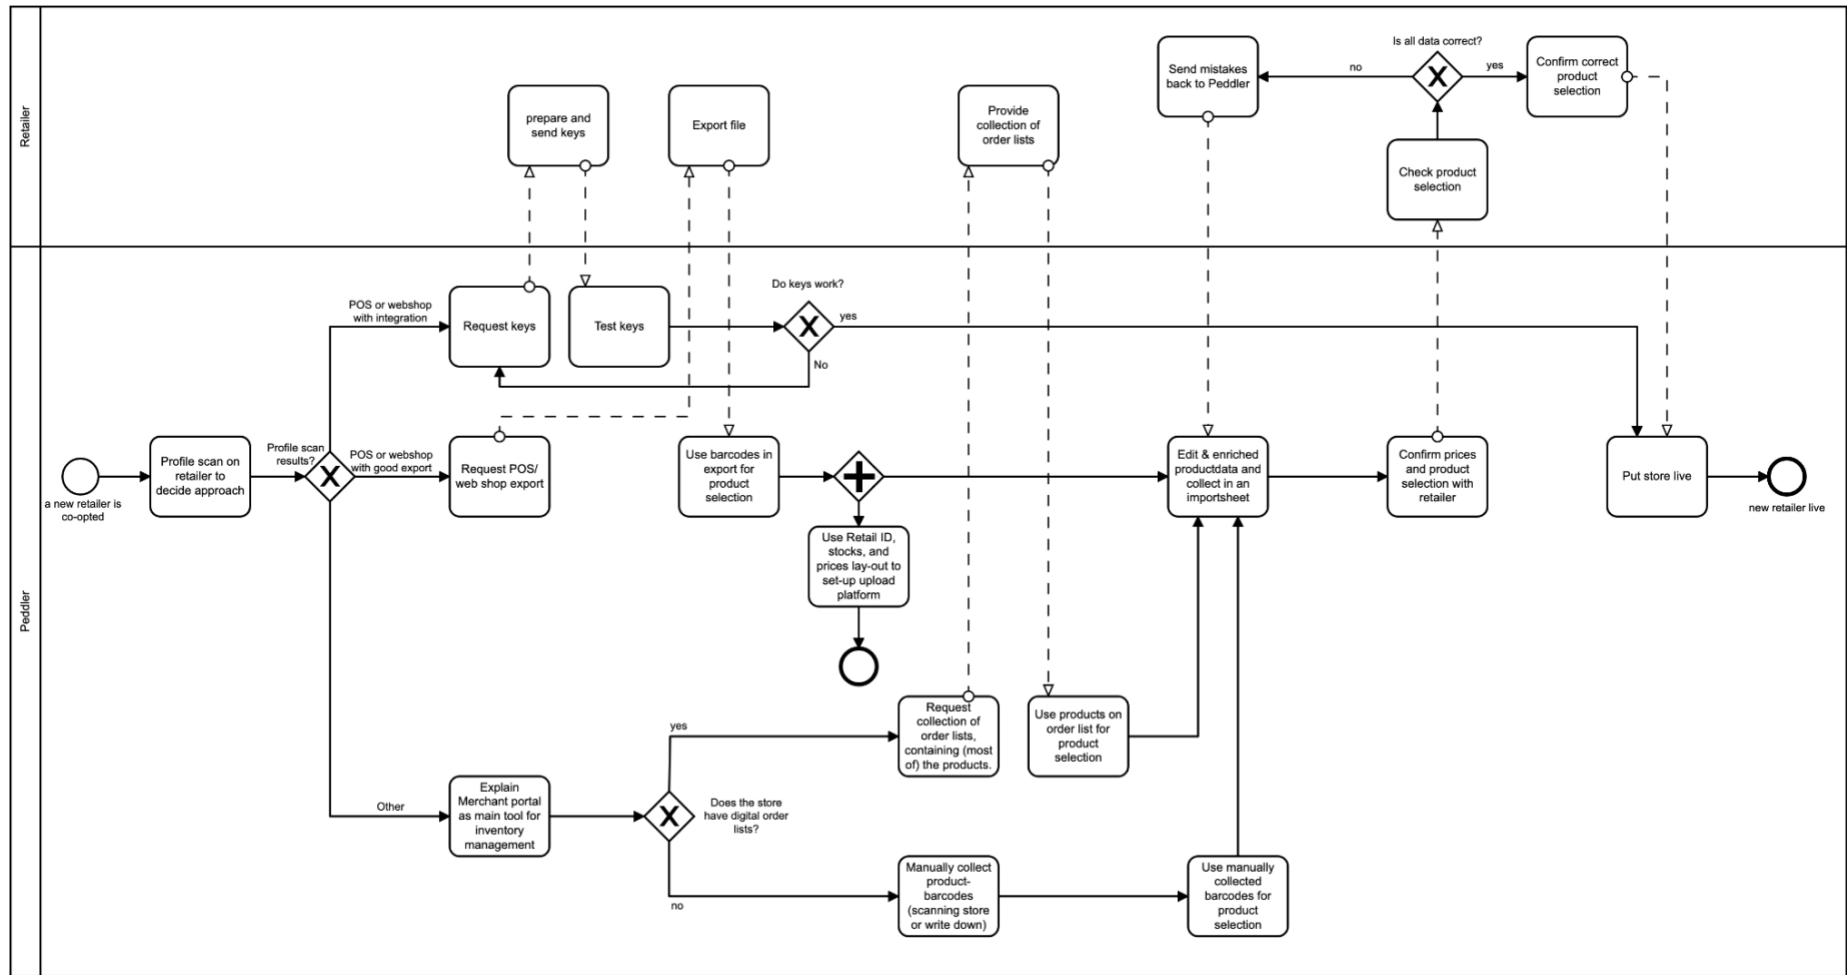 Retailer
prepare and
send keys
Export file
Provide
collection of
order lists
Send mistakes
back to Peddler
no
Is all data correct?
X
yes
Confirm correct
product
selection
Check product
selection
Peddler
a new retailer is
co-opted
Profile scan on
retailer to
decide approach
Profile scan
results?
X
POS or webshop
with integration
Request keys
Test keys
Do keys work?
X
yes
No
POS or webshop
with good export
Request POS/
web shop export
Use barcodes in
export for
product
selection
Use Retail ID,
stocks, and
prices lay-out to
set-up upload
platform
Edit & enriched
productdata and
collect in an
importsheet
Confirm prices
and product
selection with
retailer
Put store live
new retailer live
Other
Explain
Merchant portal
as main tool for
inventory
management
X
Does the store
have digital order
lists?
yes
Request
collection of
order lists,
containing (most
of) the products.
Use products on
order list for
product
selection
no
Manually collect
product-
barcodes
(scanning store
or write down)
Use manually
collected
barcodes for
product
selection